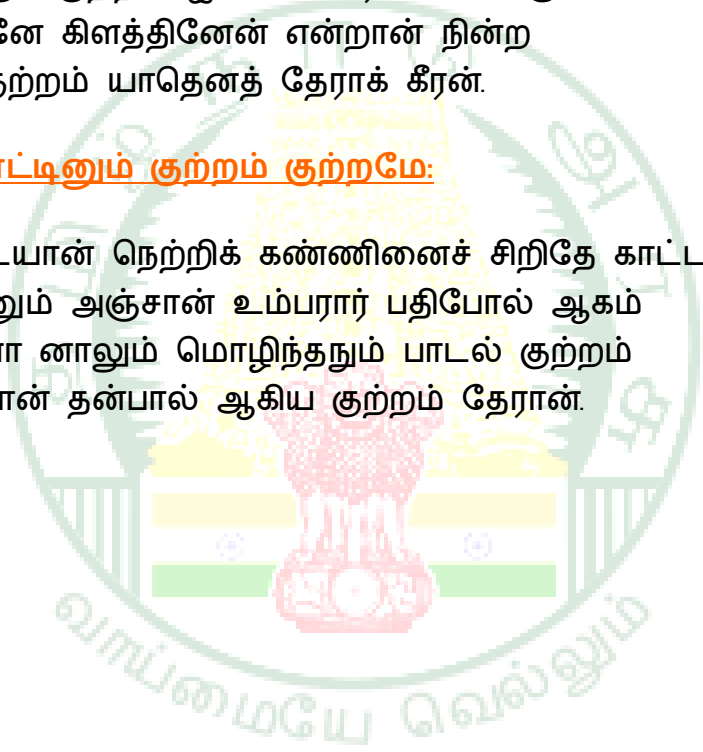 னே கிளத்தினேன் என்றான் நின்ற
குற்றம் யாதெனத் தேராக் கீரன்.
ாட்டினும் குற்றம் குற்றமே:
டயான் நெற்றிக் கண்ணினைச் சிறிதே காட்ட
னும் அஞ்சான் உம்பரார் பதிபோல் ஆகம்
ா னாலும் மொழிந்தநும் பாடல் குற்றம்
ான் தன்பால் ஆகிய குற்றம் தேரான்.
வாய்மையே வெல்லும்